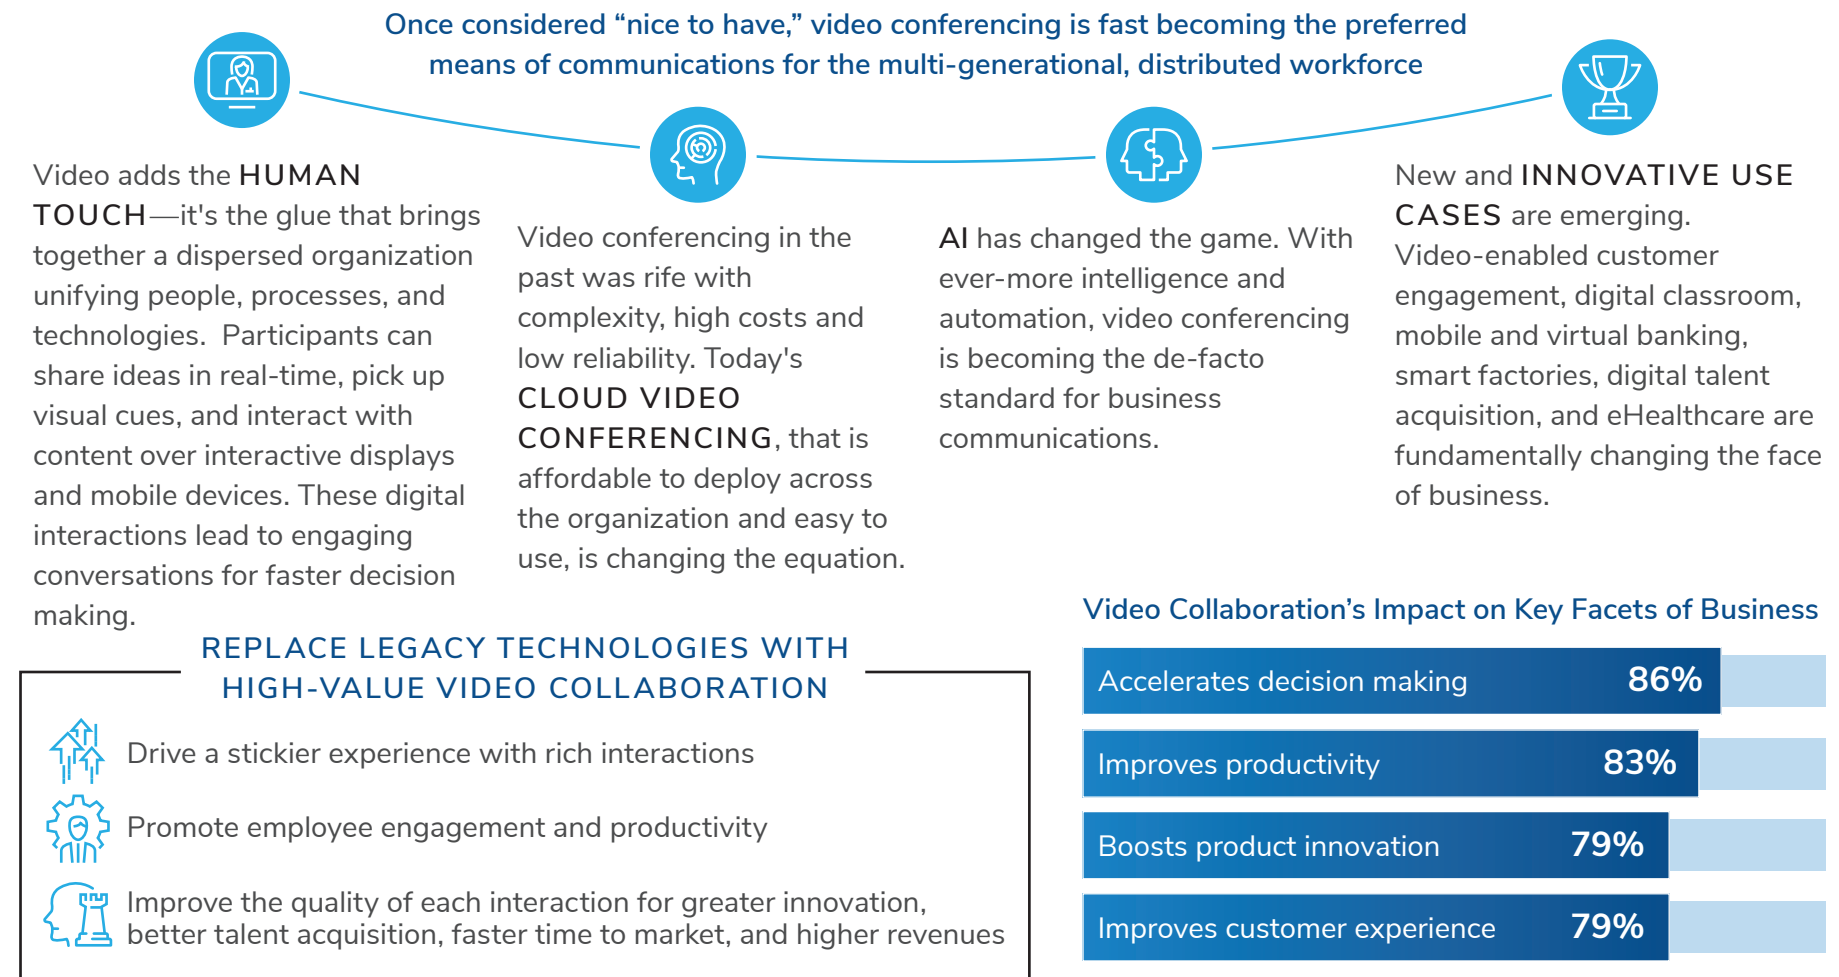 Once considered “nice to have,” video conferencing is fast becoming the preferred
means of communications for the multi-generational, distributed workforce
Video adds the HUMAN
TOUCH—it's the glue that brings
together a dispersed organization
unifying people, processes, and
technologies.  Participants can
share ideas in real-time, pick up
visual cues, and interact with
content over interactive displays
and mobile devices. These digital
interactions lead to engaging
conversations for faster decision
making.
Video conferencing in the
past was rife with
complexity, high costs and
low reliability. Today's
CLOUD VIDEO
CONFERENCING, that is
affordable to deploy across
the organization and easy to
use, is changing the equation.
AI has changed the game. With
ever-more intelligence and
automation, video conferencing
is becoming the de-facto
standard for business
communications.
New and INNOVATIVE USE
CASES are emerging.
Video-enabled customer
engagement, digital classroom,
mobile and virtual banking,
smart factories, digital talent
acquisition, and eHealthcare are
fundamentally changing the face
of business.
REPLACE LEGACY TECHNOLOGIES WITH
HIGH-VALUE VIDEO COLLABORATION
Drive a stickier experience with rich interactions
Promote employee engagement and productivity
Improve the quality of each interaction for greater innovation,
better talent acquisition, faster time to market, and higher revenues
Video Collaboration’s Impact on Key Facets of Business
Accelerates decision making 86%
Improves productivity 83%
Boosts product innovation 79%
Improves customer experience 79%